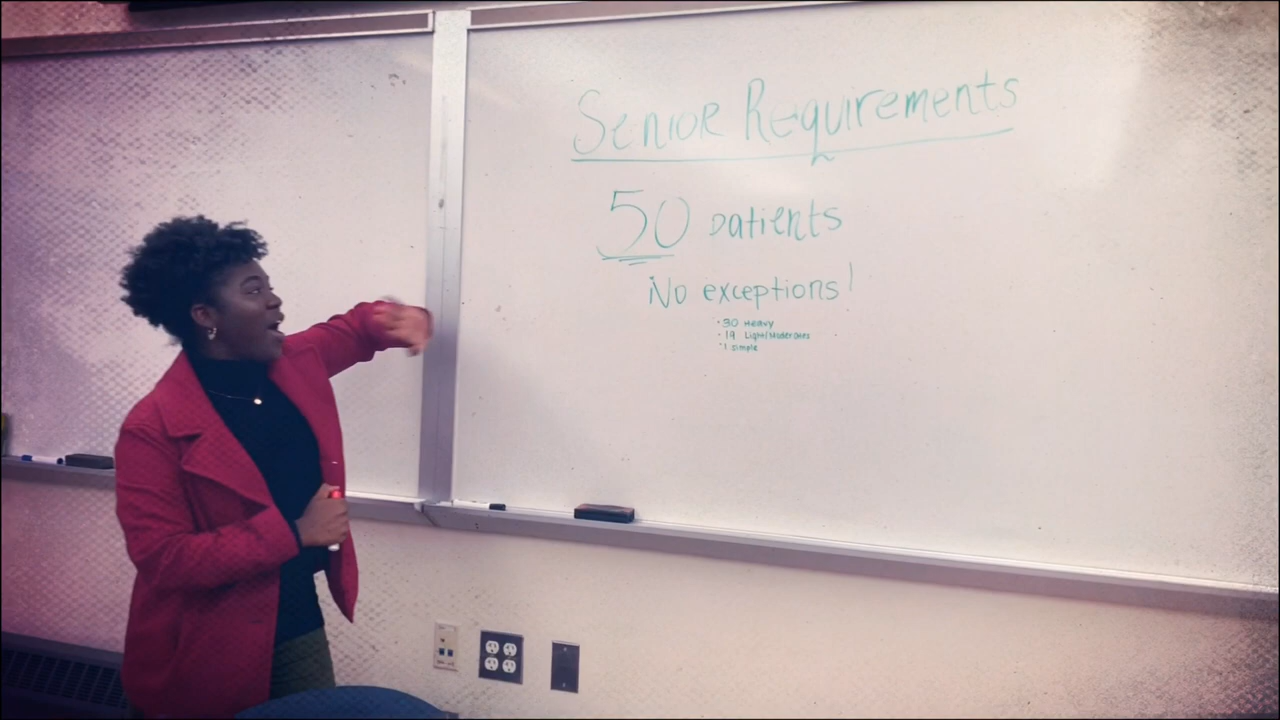 Senior Requirements
50 patients
No exceptions!
· 30 Heavy
· 19 Light/Moderates
· 1 simple